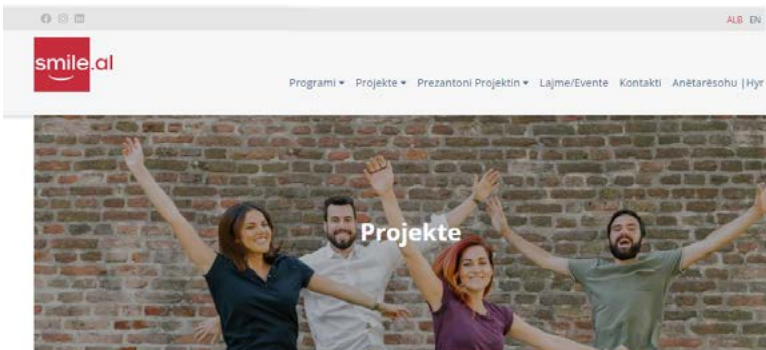 ALB EN
smile.al
Programi Projekte Prezantoni Projektin Lajme/Evente Kontakti Anëtarësohu |Hyr
Projekte